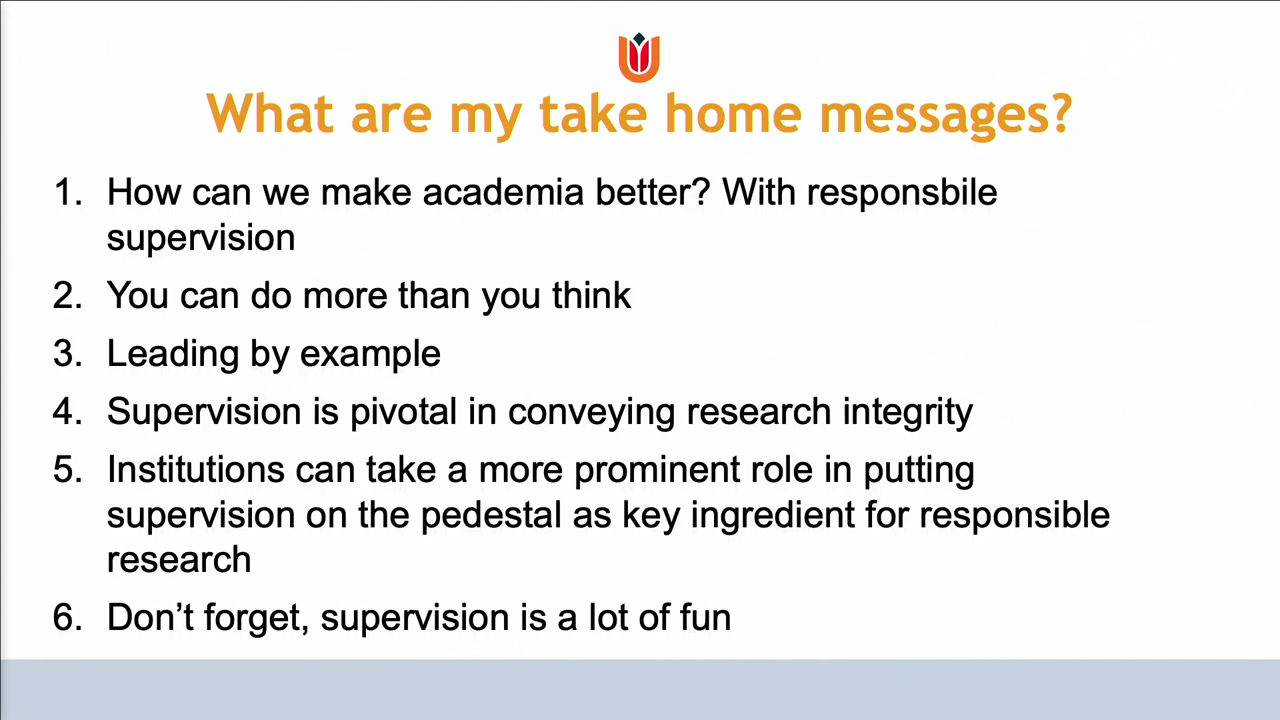 What are my take home messages?
1. How can we make academia better? With responsbile
supervision
2. You can do more than you think
3. Leading by example
4. Supervision is pivotal in conveying research integrity
5. Institutions can take a more prominent role in putting
supervision on the pedestal as key ingredient for responsible
research
6. Don’t forget, supervision is a lot of fun